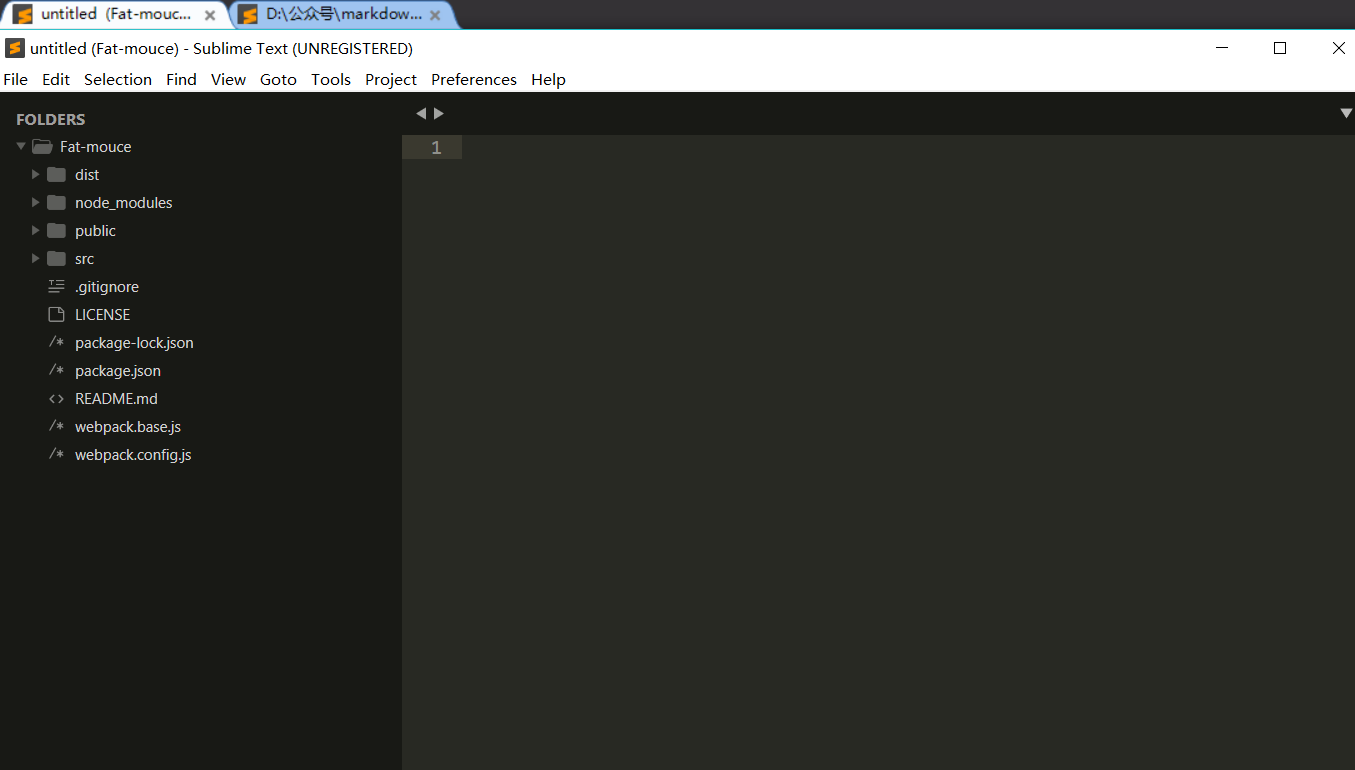 untitled (Fat-mouc...
D:\公众号\markdow...
untitled (Fat-mouce) - Sublime Text (UNREGISTERED)
File Edit Selection Find View Goto Tools Project Preferences Help
FOLDERS
Fat-mouce
dist
node_modules
public
src
.gitignore
LICENSE
/* package-lock.json
/* package.json
<> README.md
/* webpack.base.js
/* webpack.config.js
1